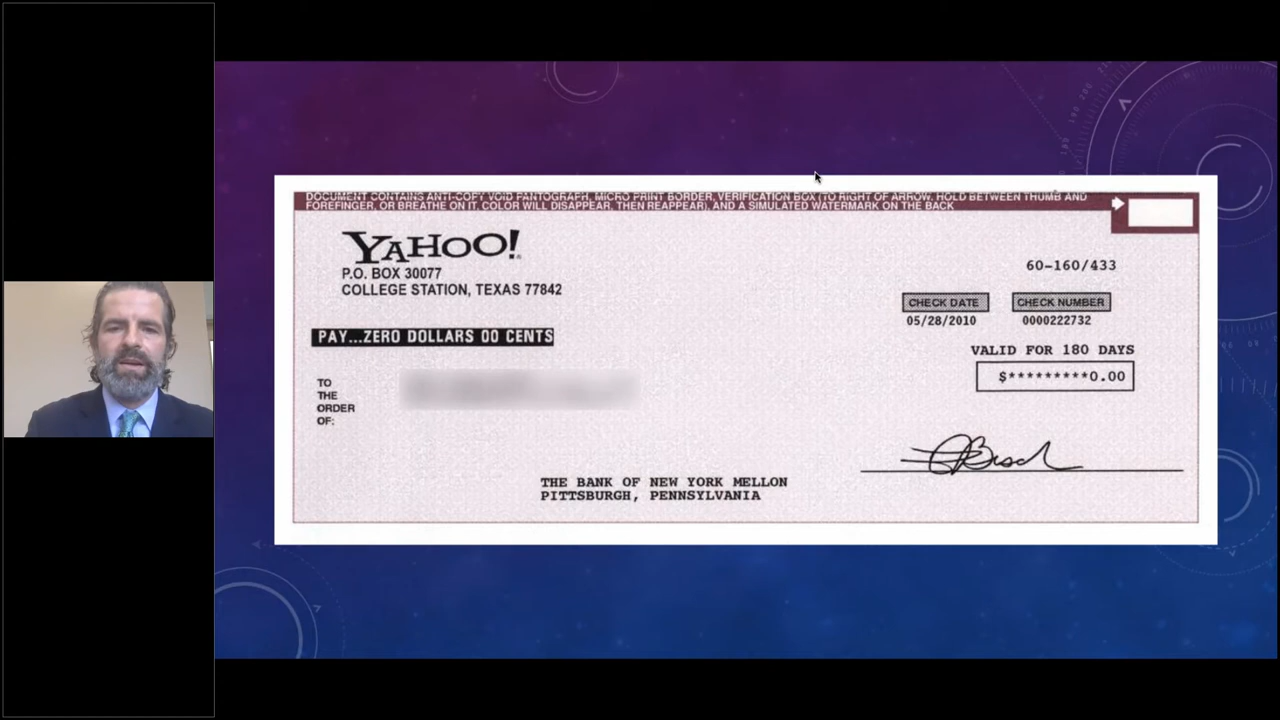 DOCUMENT CONTAINS ANTI-COPY VOID PANTOGRAPH, MICRO PRINT BORDER, VERIFICATION BOX (TO RIGHT OF ARROW. HOLD BETWEEN THUMB AND
FOREFINGER, OR BREATHE ON IT. COLOR WILL DISAPPEAR, THEN REAPPEAR), AND A SIMULATED WATERMARK ON THE BACK
YAHOO!
P.O. BOX 30077
COLLEGE STATION, TEXAS 77842
60-160/433
CHECK DATE CHECK NUMBER
05/28/2010 0000222732
PAY...ZERO DOLLARS 00 CENTS
VALID FOR 180 DAYS
$*********0.00
TO
THE
ORDER
OF:
THE BANK OF NEW YORK MELLON
PITTSBURGH, PENNSYLVANIA